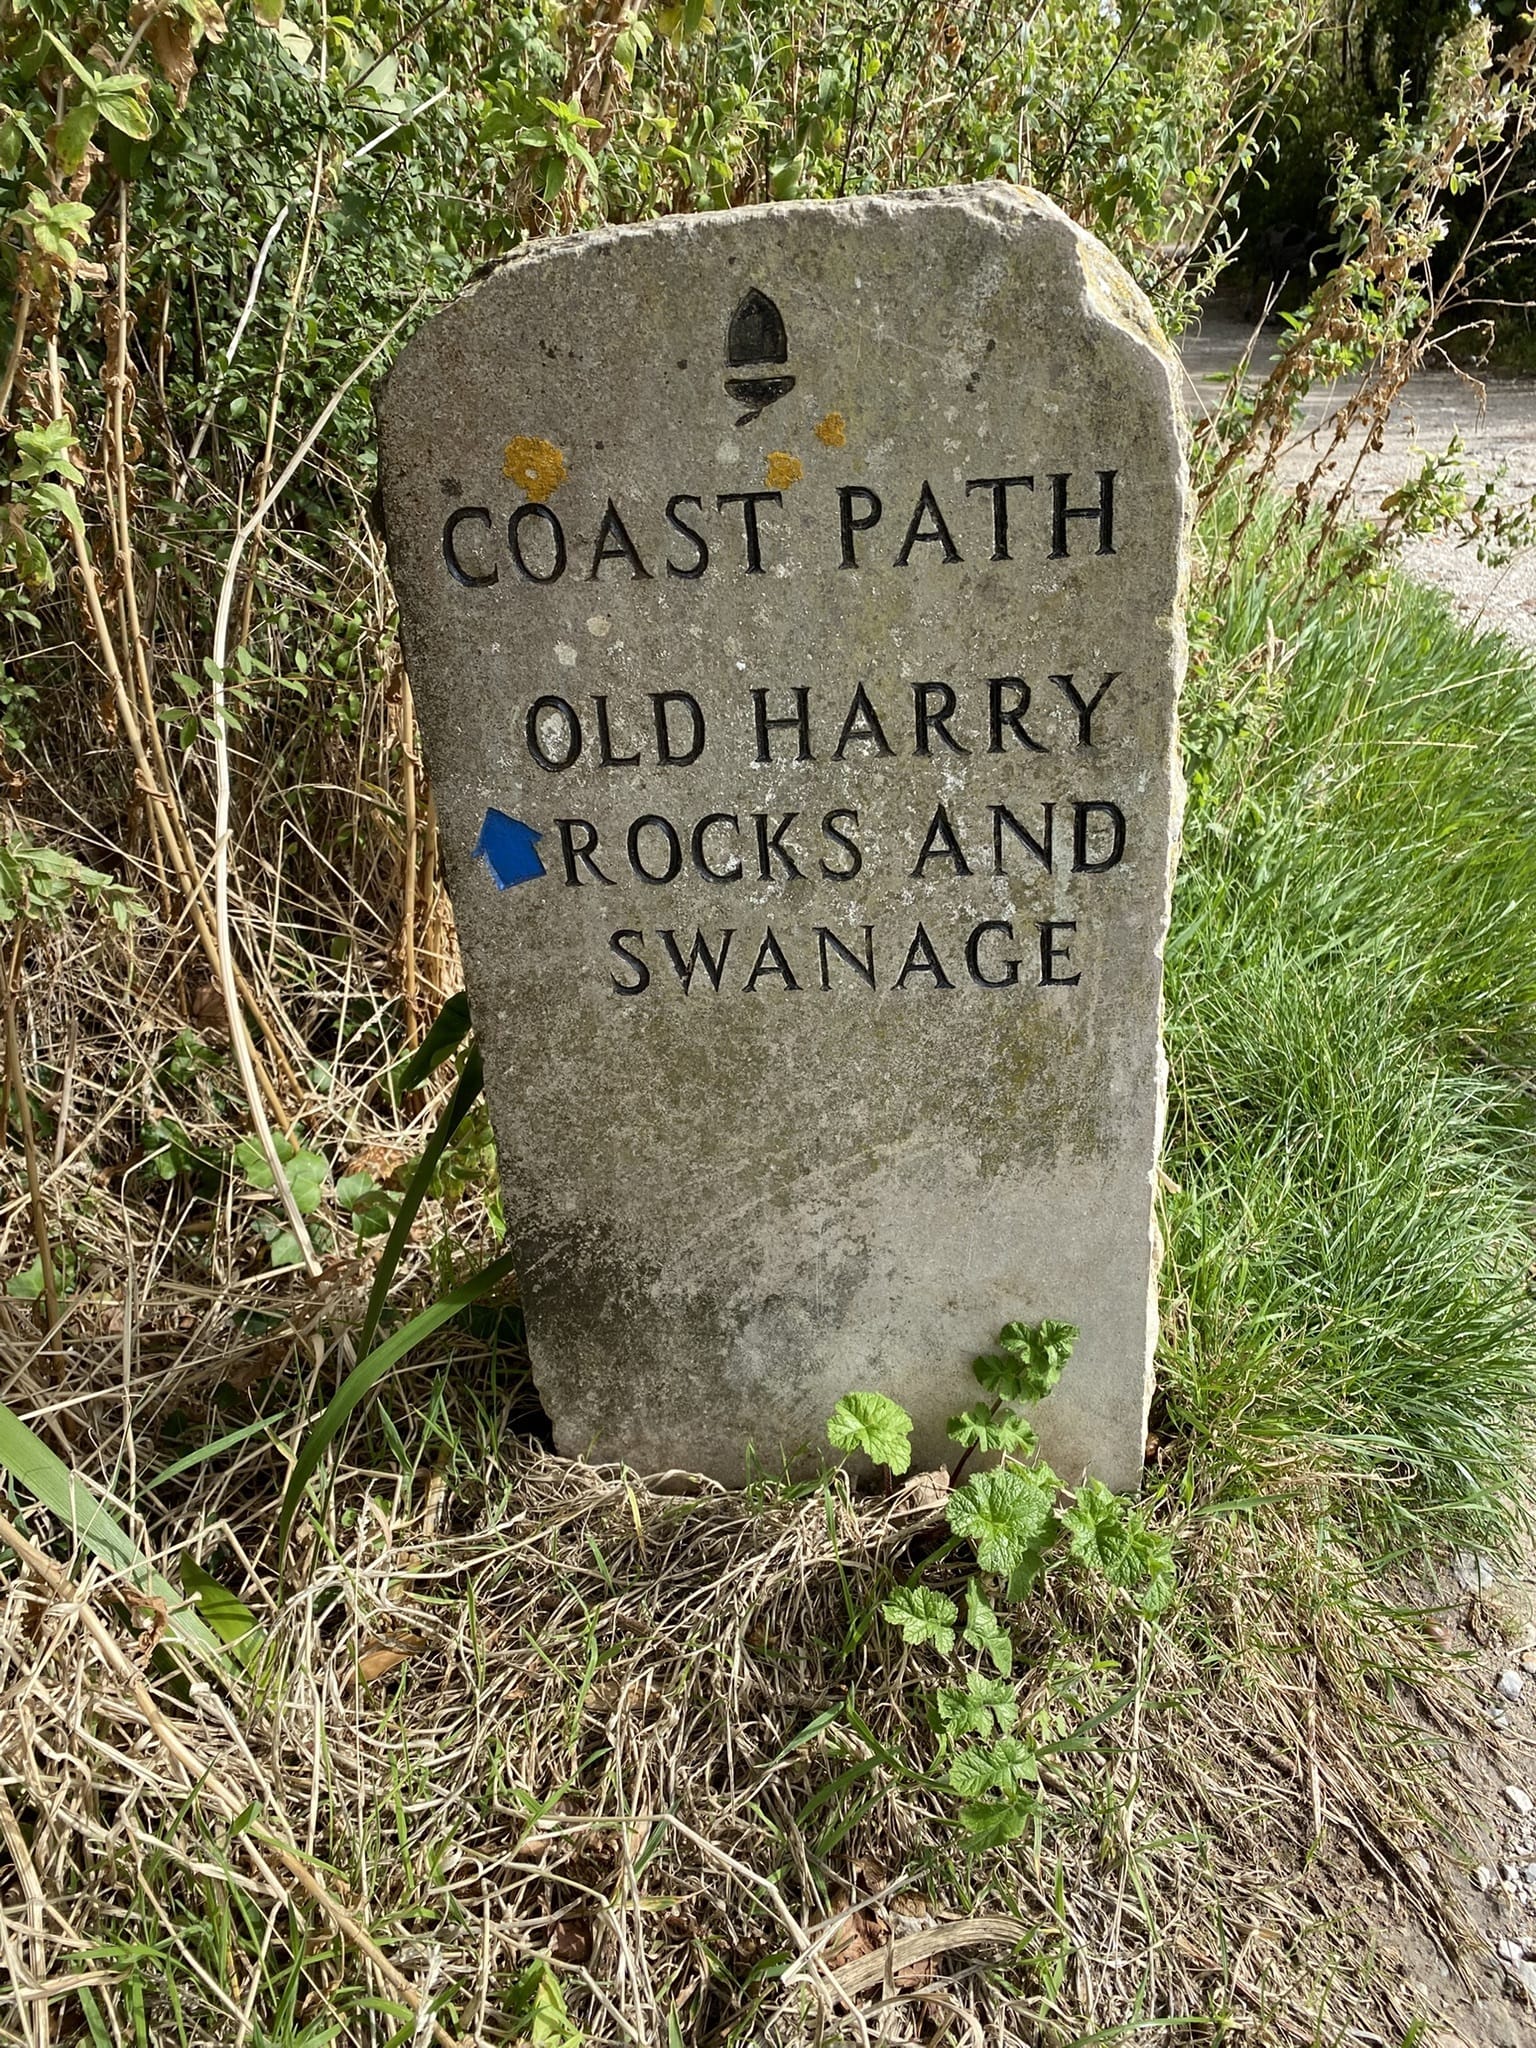 COAST PATH
OLD HARRY
ROCKS AND
SWANAGE